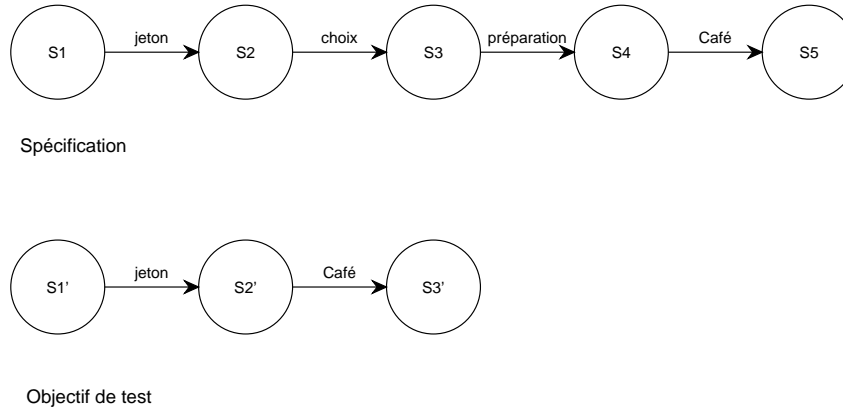 jeton choix préparation Café
S1 S2 S3 S4 S5
Spécification
jeton Café
S1' S2' S3'
Objectif de test